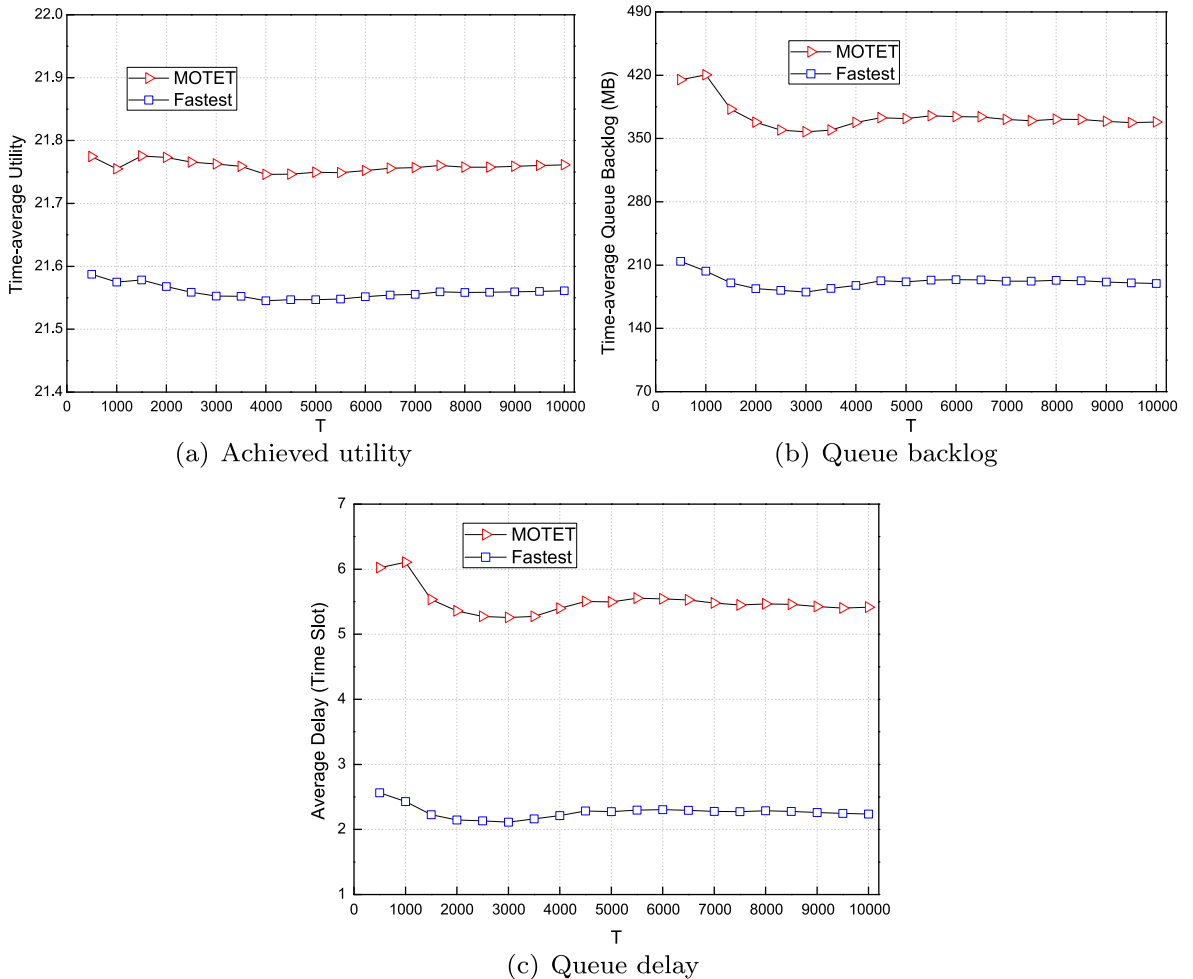 22.0
21.9
21.8
21.7
21.6
21.5
21.4
Time-average Utility
MOTET
Fastest
0 1000 2000 3000 4000 5000 6000 7000 8000 9000 10000
T
(a) Achieved utility
490
420
350
280
210
140
70
Time-average Queue Backlog (MB)
MOTET
Fastest
0 1000 2000 3000 4000 5000 6000 7000 8000 9000 10000
T
(b) Queue backlog
7
6
5
4
3
2
1
Average Delay (Time Slot)
MOTET
Fastest
0 1000 2000 3000 4000 5000 6000 7000 8000 9000 10000
T
(c) Queue delay